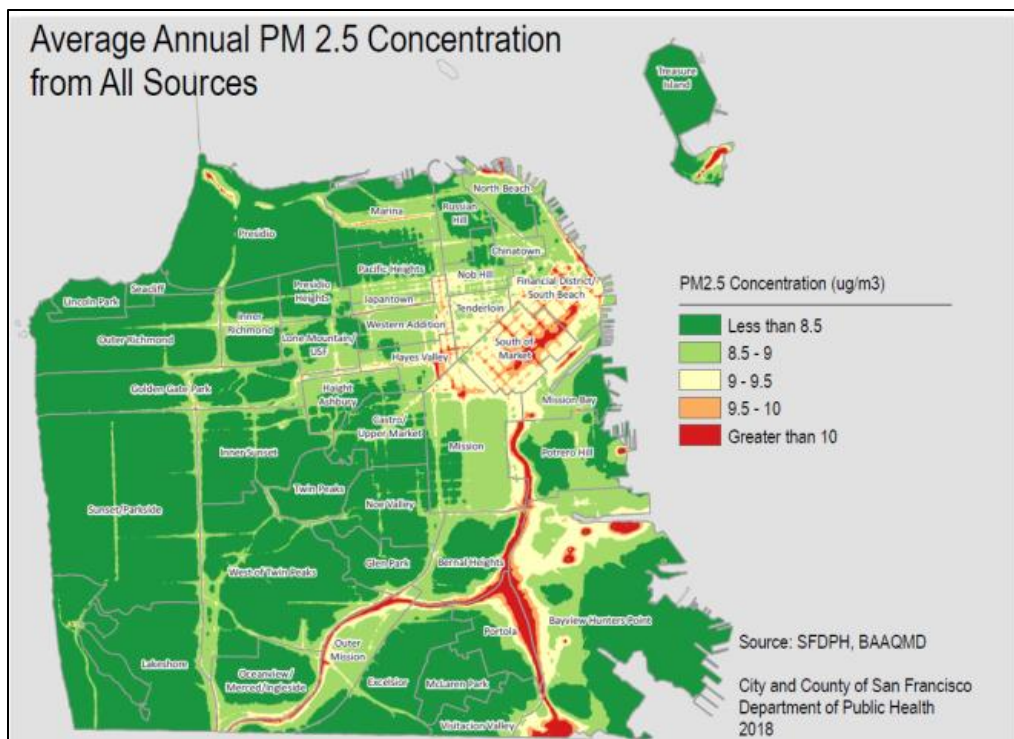 Average Annual PM 2.5 Concentration
from All Sources
Treasure
Island
North Beach
Marina
Russian
Hill
Presidio
Chinatown
Pacific Heights
Nob Hill
Financial District/
South Beach
Seacliff
Lincoln Park
Presidio
Heights
Japantown
Tenderloin
Inner
Richmond
Outer Richmond
Western Addition
Lone Mountain/
USF
South of
Market
Hayes Valley
Golden Gate Park
Haight
Ashbury
Mission Bay
Castro/
Upper Market
Mission
Potrero Hill
Inner Sunset
Twin Peaks
Noe Valley
Sunset/Parkside
Glen Park
Bernal Heights
West of Twin Peaks
Bayview Hunters Point
Portola
Outer
Mission
Lakeshore
Oceanview/
Merced/Ingleside
Excelsior
McLaren Park
Visitacion Valley
PM2.5 Concentration (ug/m3)
Less than 8.5
8.5 - 9
9 - 9.5
9.5 - 10
Greater than 10
Source: SFDPH, BAAQMD
City and County of San Francisco
Department of Public Health
2018